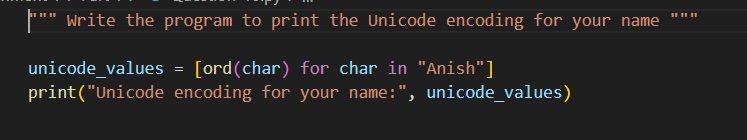 """ Write the program to print the Unicode encoding for your name """
unicode_values = [ord(char) for char in "Anish"]
print("Unicode encoding for your name:", unicode_values)